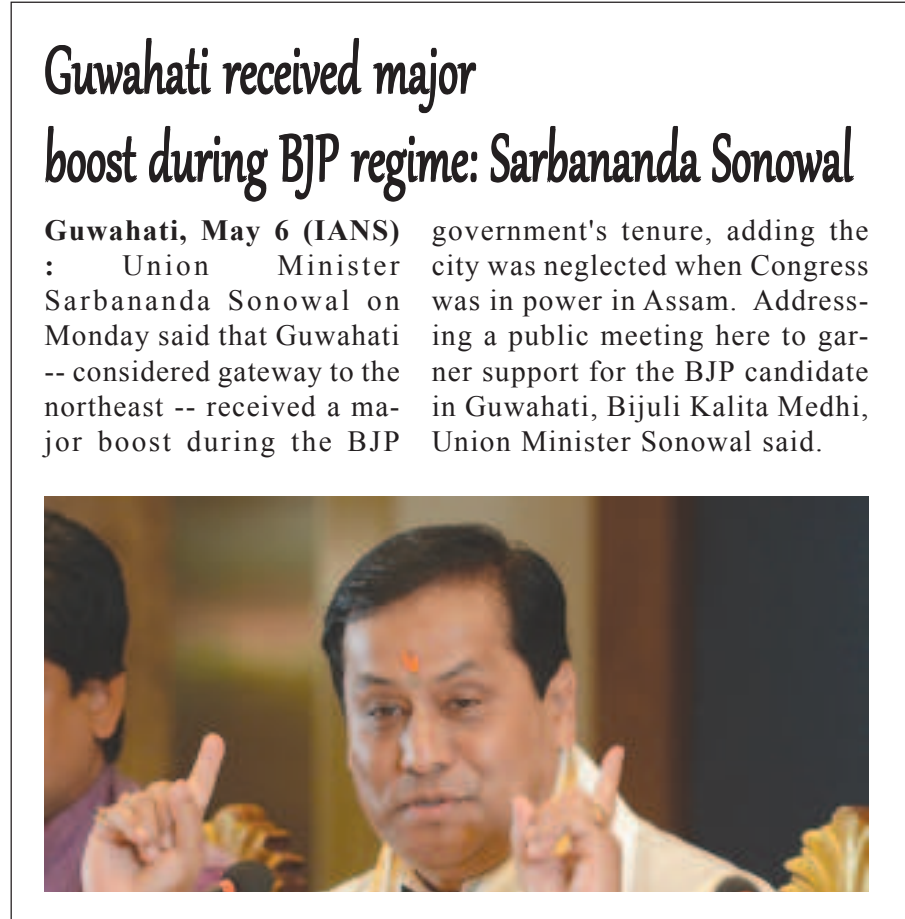 Guwahati received major
boost during BJP regime: Sarbananda Sonowal
Guwahati, May 6 (IANS)
: Union Minister
Sarbananda Sonowal on
Monday said that Guwahati
-- considered gateway to the
northeast -- received a ma-
jor boost during the BJP
government's tenure, adding the
city was neglected when Congress
was in power in Assam. Address-
ing a public meeting here to gar-
ner support for the BJP candidate
in Guwahati, Bijuli Kalita Medhi,
Union Minister Sonowal said.